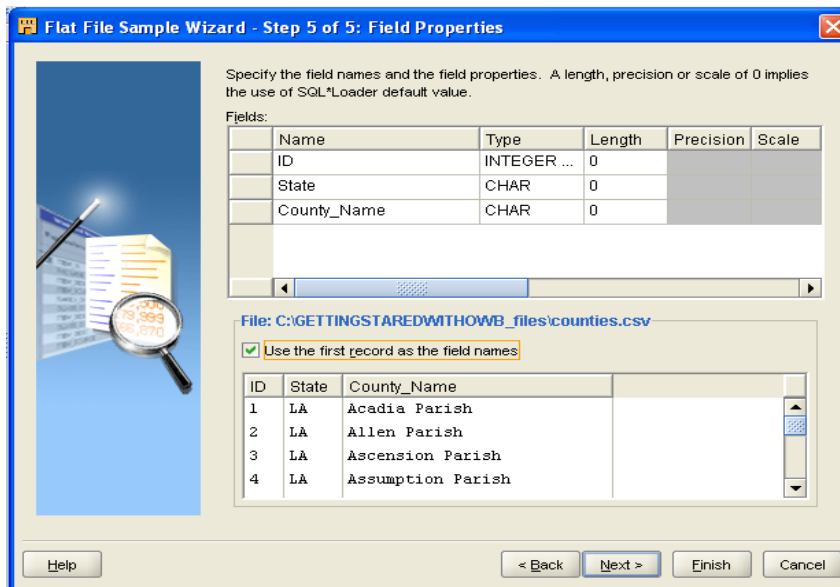 Flat File Sample Wizard - Step 5 of 5: Field Properties
Specify the field names and the field properties. A length, precision or scale of 0 implies
the use of SQL*Loader default value.
Fields:
Name Type Length Precision Scale
ID INTEGER ... 0
State CHAR 0
County_Name CHAR 0
File: C:\GETTINGSTAREDWITHOWB_files\counties.csv
Use the first record as the field names
ID State County_Name
1 LA Acadia Parish
2 LA Allen Parish
3 LA Ascension Parish
4 LA Assumption Parish
Help < Back Next > Finish Cancel